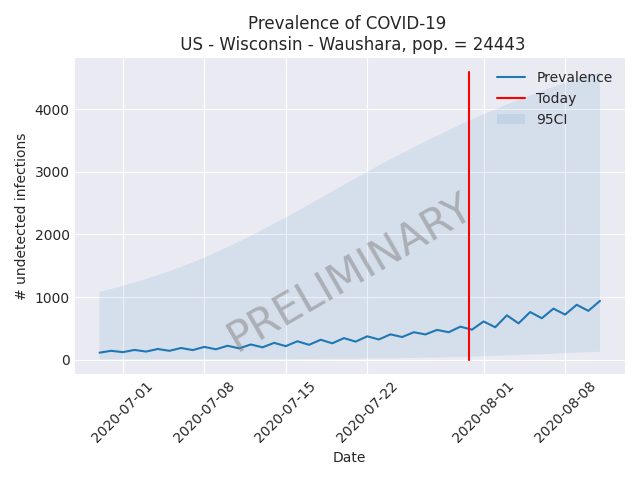 Prevalence of COVID-19
US - Wisconsin - Waushara, pop. = 24443
Prevalence
Today
95CI
4000
3000
2000
1000
0
# undetected infections
PRELIMINARY
2020-07-01
2020-07-08
2020-07-15
2020-07-22
2020-08-01
2020-08-08
Date